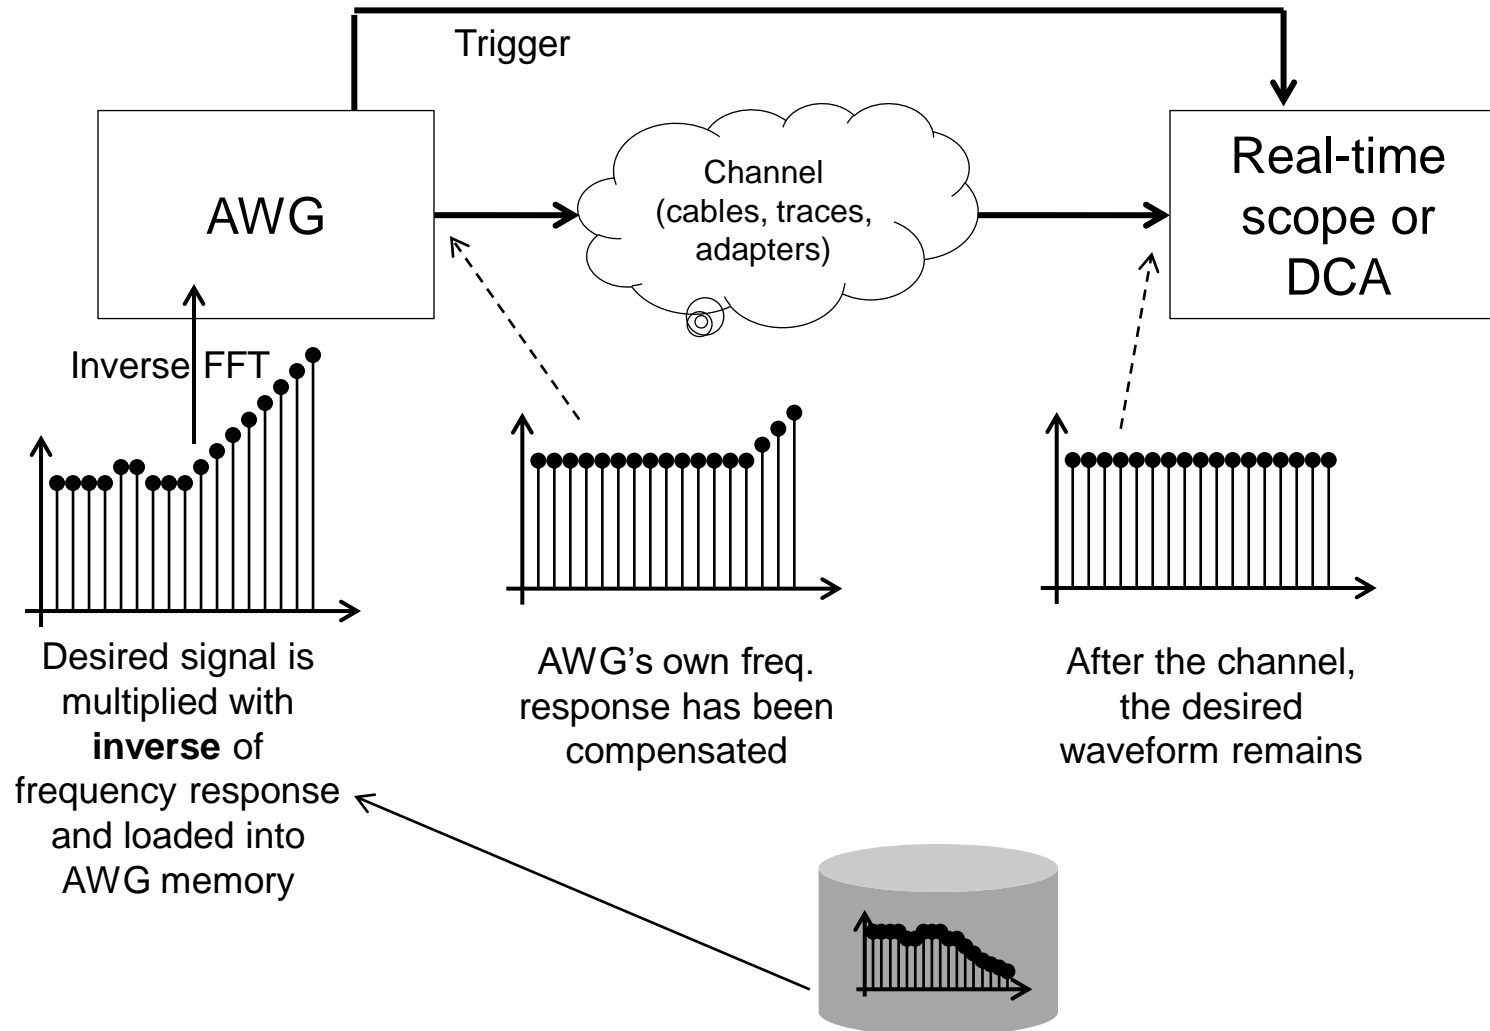 Trigger
AWG
Channel
(cables, traces,
adapters)
Real-time
scope or
DCA
Inverse FFT
Desired signal is
multiplied with
inverse of
frequency response
and loaded into
AWG memory
AWG’s own freq.
response has been
compensated
After the channel,
the desired
waveform remains